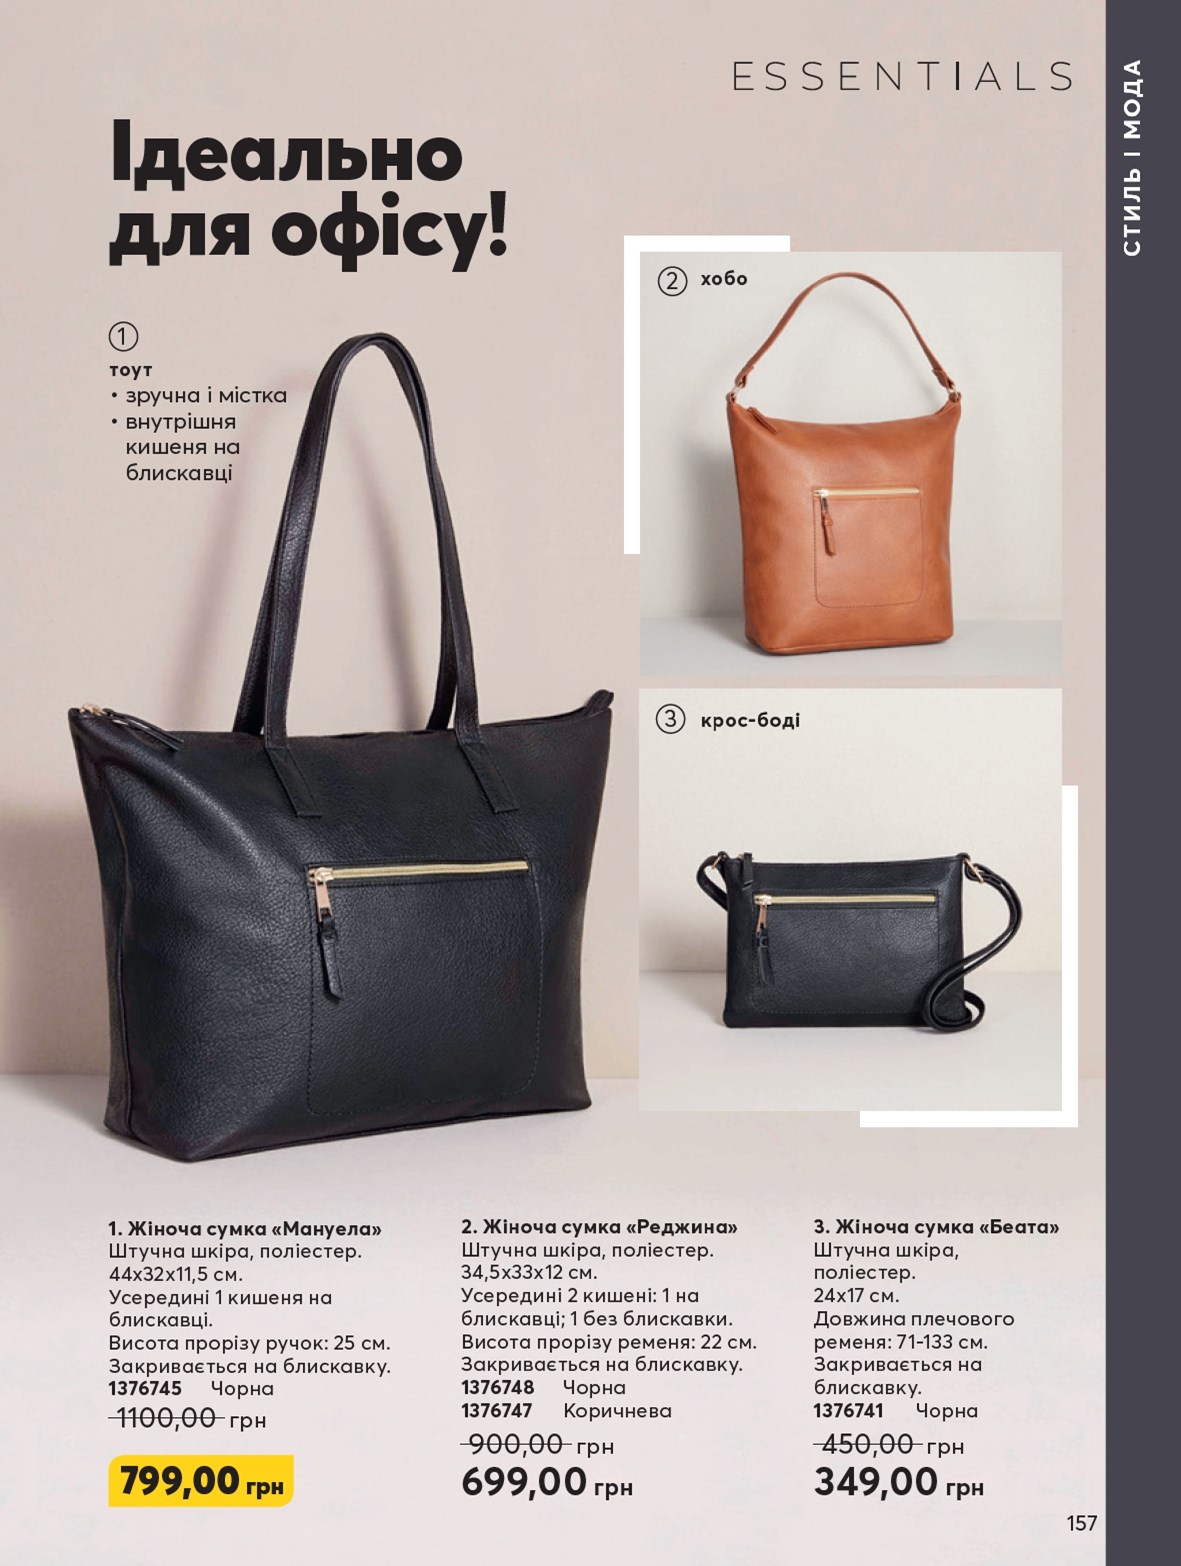 ESSENTIALS
СТИЛЬ І МОДА
Ідеально
для офісу!
1
тоут
• зручна і містка
• внутрішня
кишеня на
блискавці
2 хобо
3 крос-боді
1. Жіноча сумка «Мануела»
Штучна шкіра, поліестер.
44x32x11,5 см.
Усередині 1 кишеня на
блискавці.
Висота прорізу ручок: 25 см.
Закривається на блискавку.
1376745 Чорна
1100,00 грн
799,00 грн
2. Жіноча сумка «Реджина»
Штучна шкіра, поліестер.
34,5x33x12 см.
Усередині 2 кишені: 1 на
блискавці; 1 без блискавки.
Висота прорізу ременя: 22 см.
Закривається на блискавку.
1376748 Чорна
1376747 Коричнева
900,00 грн
699,00 грн
3. Жіноча сумка «Беата»
Штучна шкіра,
поліестер.
24x17 см.
Довжина плечового
ременя: 71-133 см.
Закривається на
блискавку.
1376741 Чорна
450,00 грн
349,00 грн
157